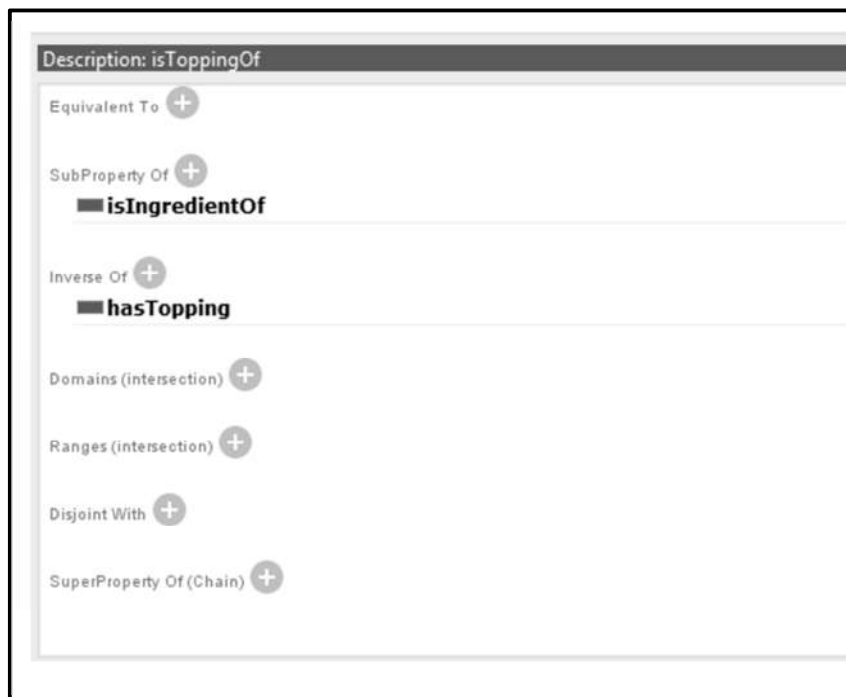 Description: isToppingOf
Equivalent To
SubProperty Of
isIngredientOf
Inverse Of
hasTopping
Domains (intersection)
Ranges (intersection)
Disjoint With
SuperProperty Of (Chain)